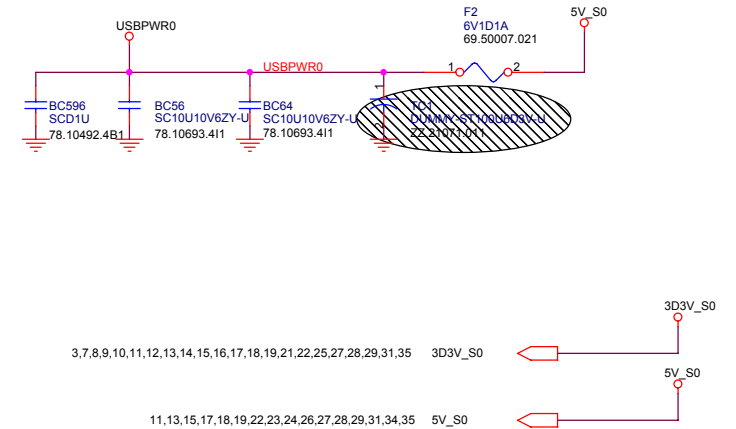 USBPWR0
F2
6V1D1A
69.50007.021
5V_S0
USBPWR0
1
2
BC596
SCD1U
78.10492.4B1
BC56
SC10U10V6ZY-U
78.10693.4I1
BC64
SC10U10V6ZY-U
78.10693.4I1
1
TC1
DUMMY-ST100U6D3V-U
ZZ.21071.011
2
3D3V_S0
3,7,8,9,10,11,12,13,14,15,16,17,18,19,21,22,25,27,28,29,31,35 3D3V_S0
5V_S0
11,13,15,17,18,19,22,23,24,26,27,28,29,31,34,35 5V_S0